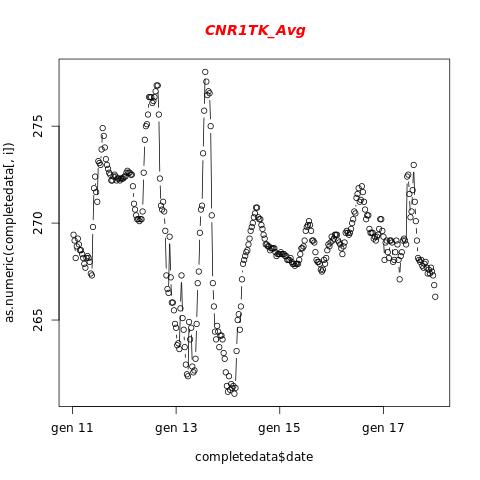 CNR1TK_Avg
as.numeric(completedata[, i])
275
270
265
gen 11 gen 13 gen 15 gen 17
completedata$date